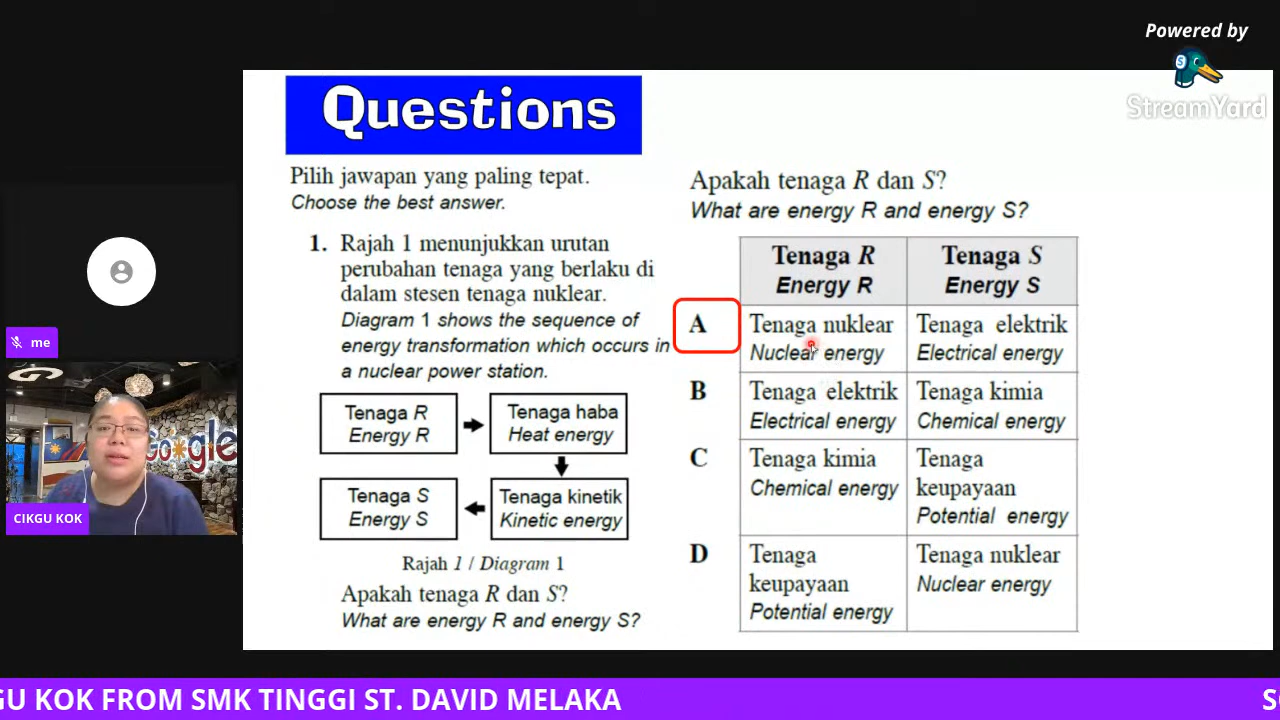 Powered by
StreamYard
Questions
Pilih jawapan yang paling tepat.
Choose the best answer.
1. Rajah 1 menunjukkan urutan
perubahan tenaga yang berlaku di
dalam stesen tenaga nuklear.
Diagram 1 shows the sequence of
energy transformation which occurs in
a nuclear power station.
Tenaga R
Energy R
Tenaga haba
Heat energy
Tenaga S
Energy S
Tenaga kinetik
Kinetic energy
Rajah 1 / Diagram 1
Apakah tenaga R dan S?
What are energy R and energy S?
Apakah tenaga R dan S?
What are energy R and energy S?
Tenaga R
Energy R
Tenaga S
Energy S
A
Tenaga nuklear
Nuclear energy
Tenaga elektrik
Electrical energy
B
Tenaga elektrik
Electrical energy
Tenaga kimia
Chemical energy
C
Tenaga kimia
Chemical energy
Tenaga
keupayaan
Potential energy
D
Tenaga
keupayaan
Potential energy
Tenaga nuklear
Nuclear energy
me
Google
CIKGU KOK
GU KOK FROM SMK TINGGI ST. DAVID MELAKA